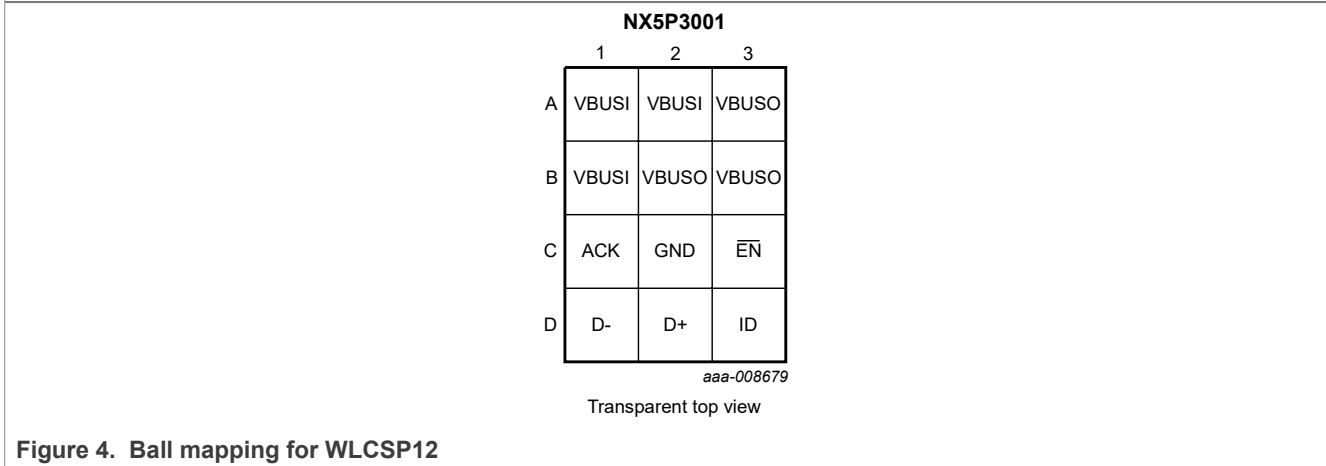 NX5P3001
1 2 3
A VBUSI VBUSI VBUSO
B VBUSI VBUSO VBUSO
C ACK GND E̅N̅
D D- D+ ID
aaa-008679
Transparent top view
Figure 4. Ball mapping for WLCSP12